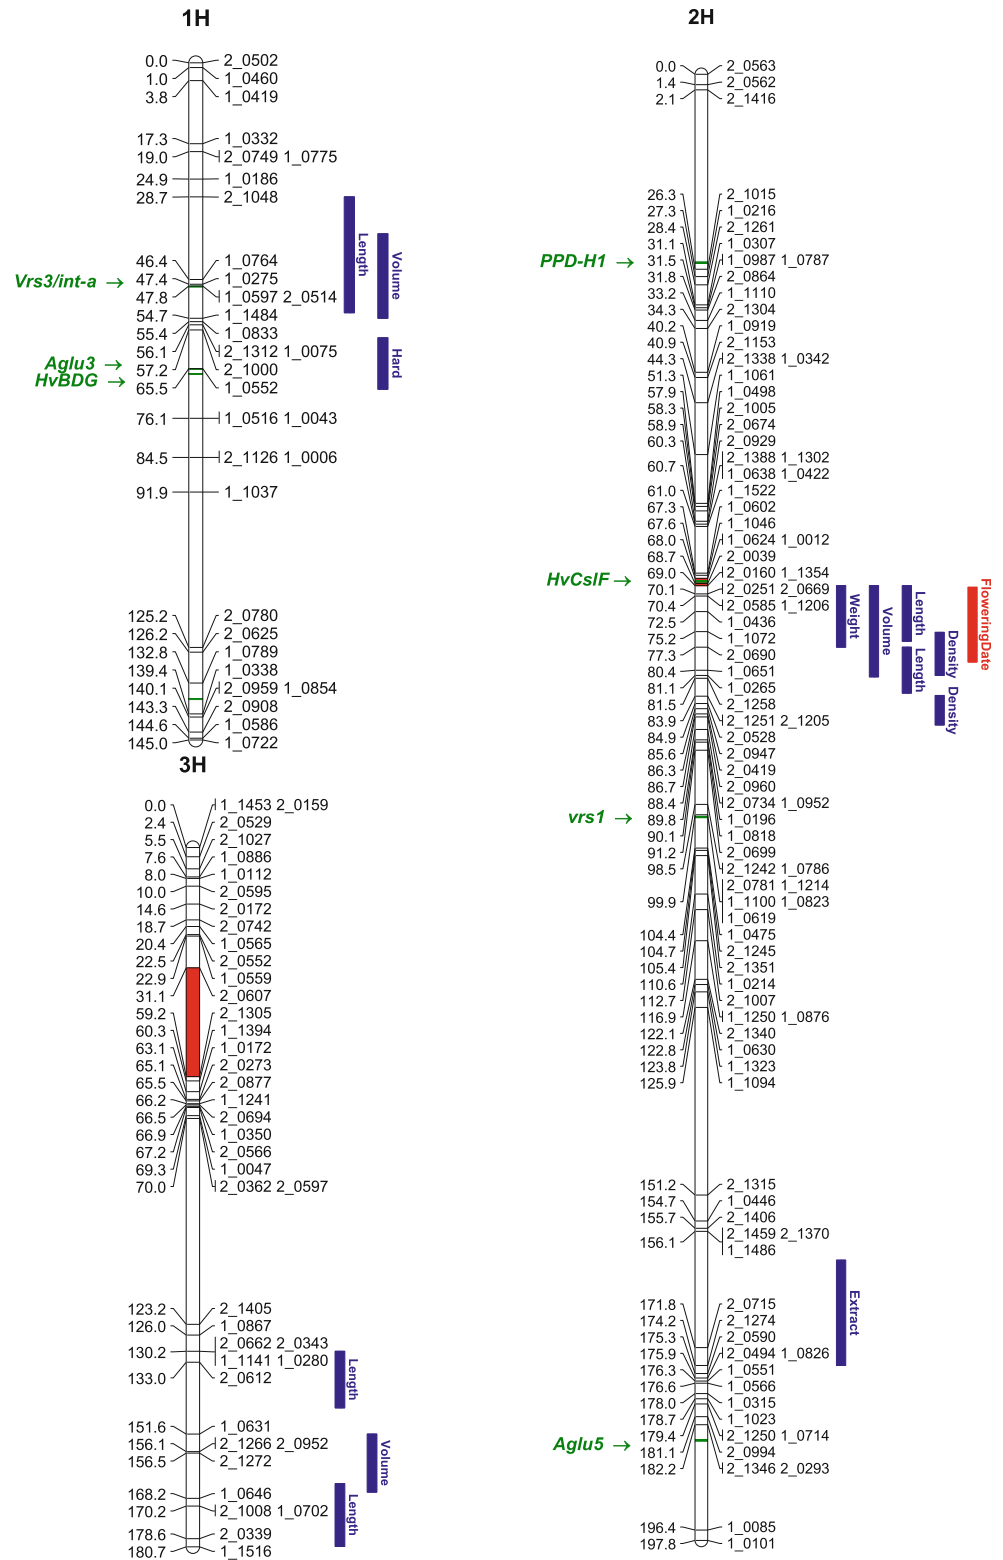 1H
0.0 2_0502
1.0 1_0460
3.8 1_0419
17.3 1_0332
19.0 2_0749 1_0775
24.9 1_0186
28.7 2_1048
46.4 1_0764
47.4 1_0275
47.8 1_0597 2_0514
54.7 1_1484
55.4 1_0833
56.1 2_1312 1_0075
57.2 2_1000
65.5 1_0552
76.1 1_0516 1_0043
84.5 2_1126 1_0006
91.9 1_1037
125.2 2_0780
126.2 2_0625
132.8 1_0789
139.4 1_0338
140.1 2_0959 1_0854
143.3 2_0908
144.6 1_0586
145.0 1_0722
Vrs3/int-a →
Aglu3 →
HvBDG →
Length
Volume
Hard
3H
0.0 1_1453 2_0159
2.4 2_0529
5.5 2_1027
7.6 1_0886
8.0 1_0112
10.0 2_0595
14.6 2_0172
18.7 2_0742
20.4 1_0565
22.5 2_0552
22.9 1_0559
31.1 2_0607
59.2 2_1305
60.3 1_1394
63.1 1_0172
65.1 2_0273
65.5 2_0877
66.2 1_1241
66.5 2_0694
66.9 1_0350
67.2 2_0566
69.3 1_0047
70.0 2_0362 2_0597
123.2 2_1405
126.0 1_0867
130.2 2_0662 2_0343
1_1141 1_0280
133.0 2_0612
151.6 1_0631
156.1 2_1266 2_0952
156.5 2_1272
168.2 1_0646
170.2 2_1008 1_0702
178.6 2_0339
180.7 1_1516
Length
Volume
Length
2H
0.0 2_0563
1.4 2_0562
2.1 2_1416
26.3 2_1015
27.3 1_0216
28.4 2_1261
31.1 1_0307
31.5 1_0987 1_0787
31.8 2_0864
33.2 1_1110
34.3 2_1304
40.2 1_0919
40.9 2_1153
44.3 2_1338 1_0342
51.3 1_1061
57.9 1_0498
58.3 2_1005
58.9 2_0674
60.3 2_0929
60.7 2_1388 1_1302
1_0638 1_0422
61.0 1_1522
67.3 1_0602
67.6 1_1046
68.0 1_0624 1_0012
68.7 2_0039
69.0 2_0160 1_1354
70.1 2_0251 2_0669
70.4 2_0585 1_1206
72.5 1_0436
75.2 1_1072
77.3 2_0690
80.4 1_0651
81.1 1_0265
81.5 2_1258
83.9 2_1251 2_1205
84.9 2_0528
85.6 2_0947
86.3 2_0419
86.7 2_0960
88.4 2_0734 1_0952
89.8 1_0196
90.1 1_0818
91.2 2_0699
98.5 2_1242 1_0786
2_0781 1_1214
99.9 1_1100 1_0823
1_0619
104.4 1_0475
104.7 2_1245
105.4 2_1351
110.6 1_0214
112.7 2_1007
116.9 1_1250 1_0876
122.1 2_1340
122.8 1_0630
123.8 1_1323
125.9 1_1094
151.2 2_1315
154.7 1_0446
155.7 2_1406
156.1 2_1459 2_1370
1_1486
171.8 2_0715
174.2 2_1274
175.3 2_0590
175.9 2_0494 1_0826
176.3 1_0551
176.6 1_0566
178.0 1_0315
178.7 1_1023
179.4 2_1250 1_0714
181.1 2_0994
182.2 2_1346 2_0293
196.4 1_0085
197.8 1_0101
PPD-H1 →
HvCslF →
vrs1 →
Aglu5 →
Weight
Volume
Length
Length
Density
Density
FloweringDate
Extract